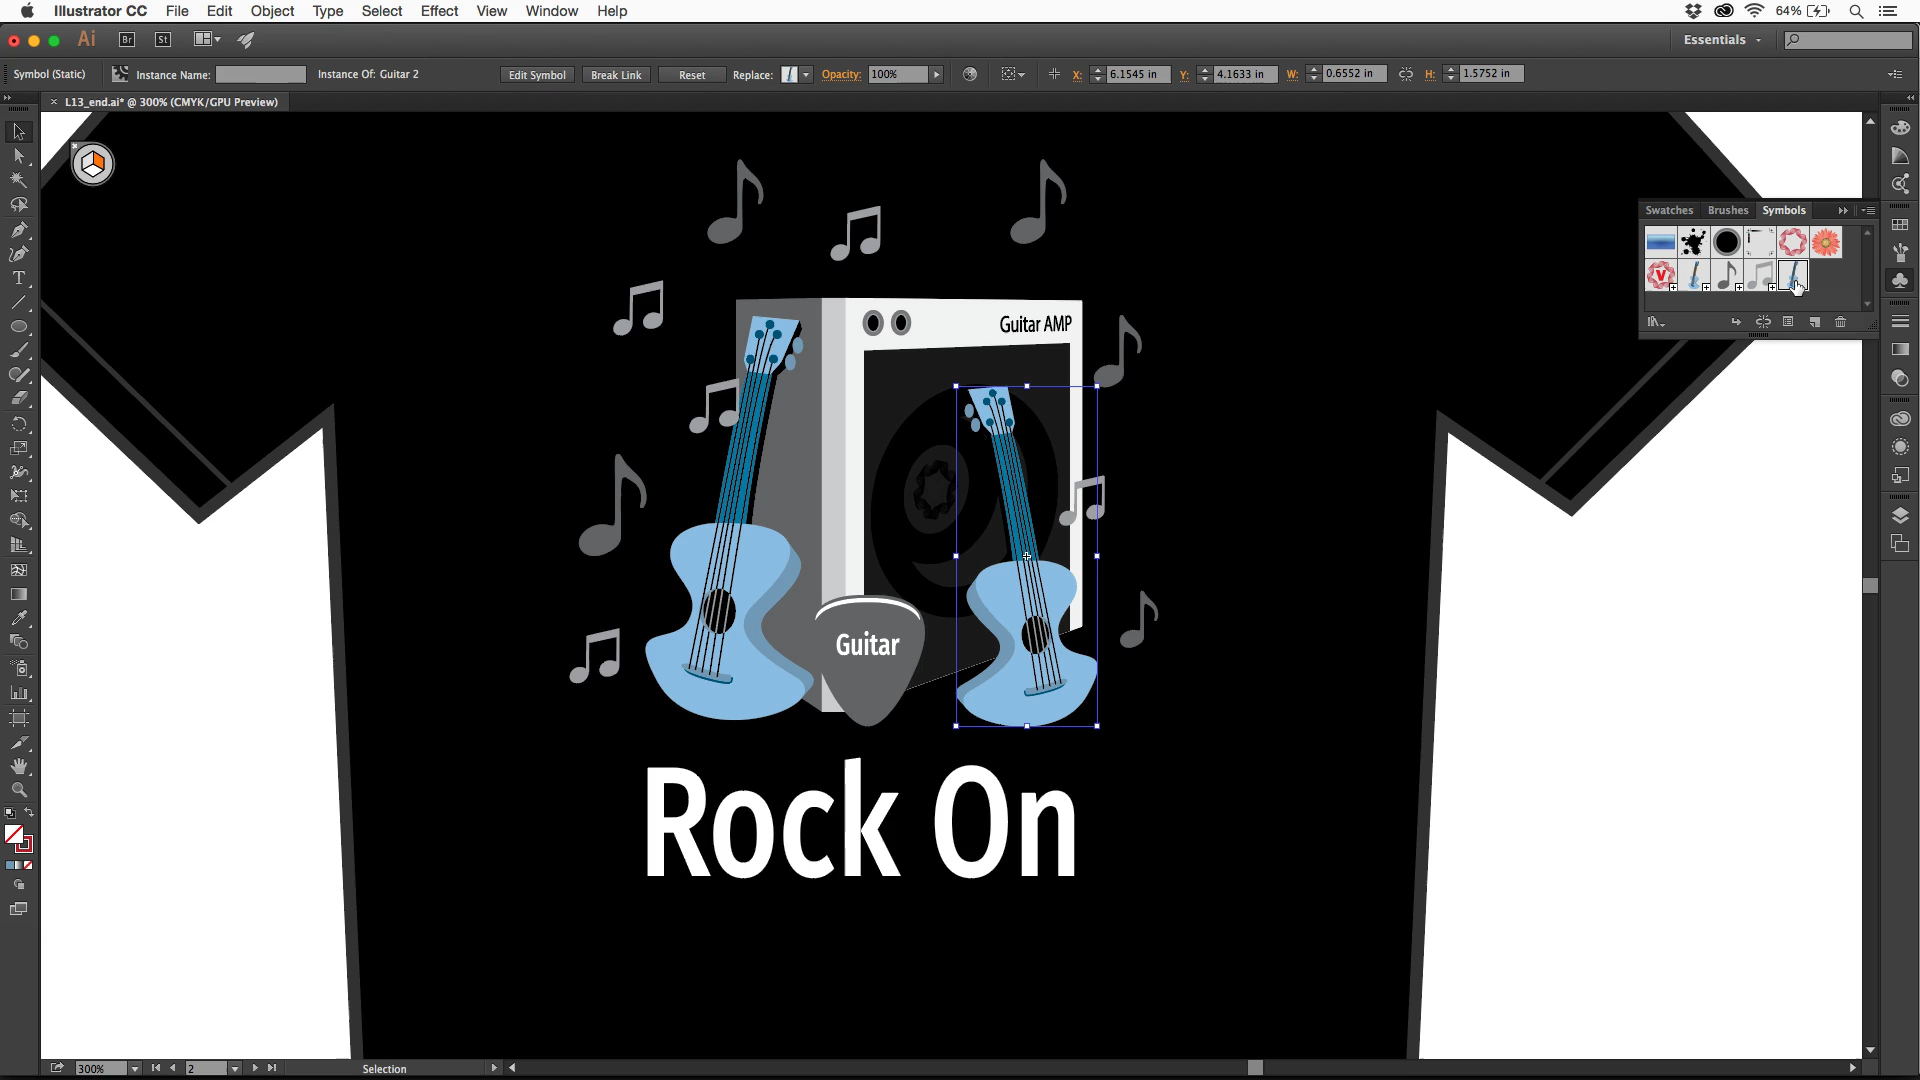 Illustrator CC File Edit Object Type Select Effect View Window Help 64%
Ai Br St Essentials
Symbol (Static) Instance Name: Instance Of: Guitar 2 Edit Symbol Break Link Reset Replace: Opacity: 100% X: 6.1545 in Y: 4.1633 in W: 0.6552 in H: 1.5752 in
× L13_end.ai* @ 300% (CMYK/GPU Preview)
Swatches Brushes Symbols
V
Guitar AMP
Guitar
Rock On
T
300% 2 Selection